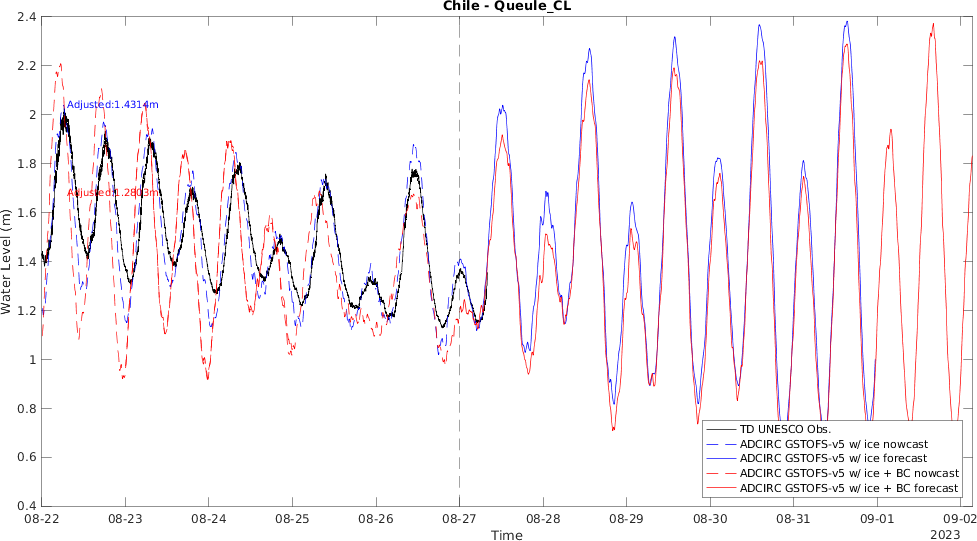 Chile - Queule_CL
2.4
2.2
2
1.8
1.6
1.4
1.2
1
0.8
0.6
0.4
Water Level (m)
Adjusted:1.4314m
Adjusted:1.2803m
TD UNESCO Obs.
ADCIRC GSTOFS-v5 w/ ice nowcast
ADCIRC GSTOFS-v5 w/ ice forecast
ADCIRC GSTOFS-v5 w/ ice + BC nowcast
ADCIRC GSTOFS-v5 w/ ice + BC forecast
08-22 08-23 08-24 08-25 08-26 08-27 08-28 08-29 08-30 08-31 09-01 09-02
Time
2023